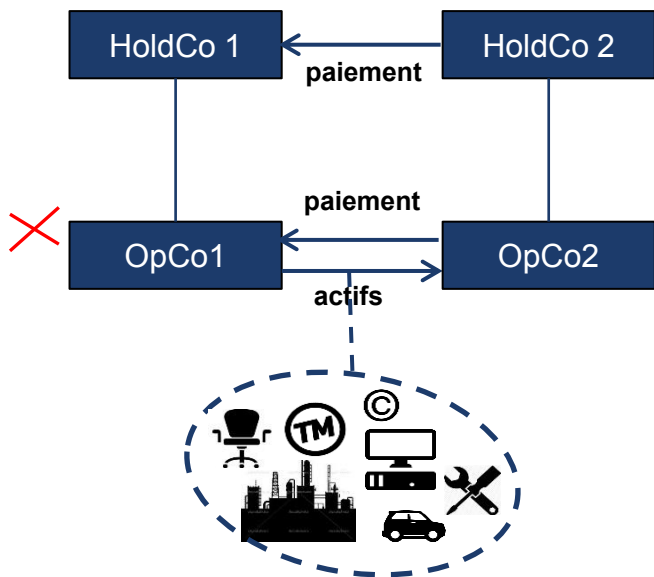 HoldCo 1
HoldCo 2
paiement
paiement
OpCo1
OpCo2
actifs
©
TM